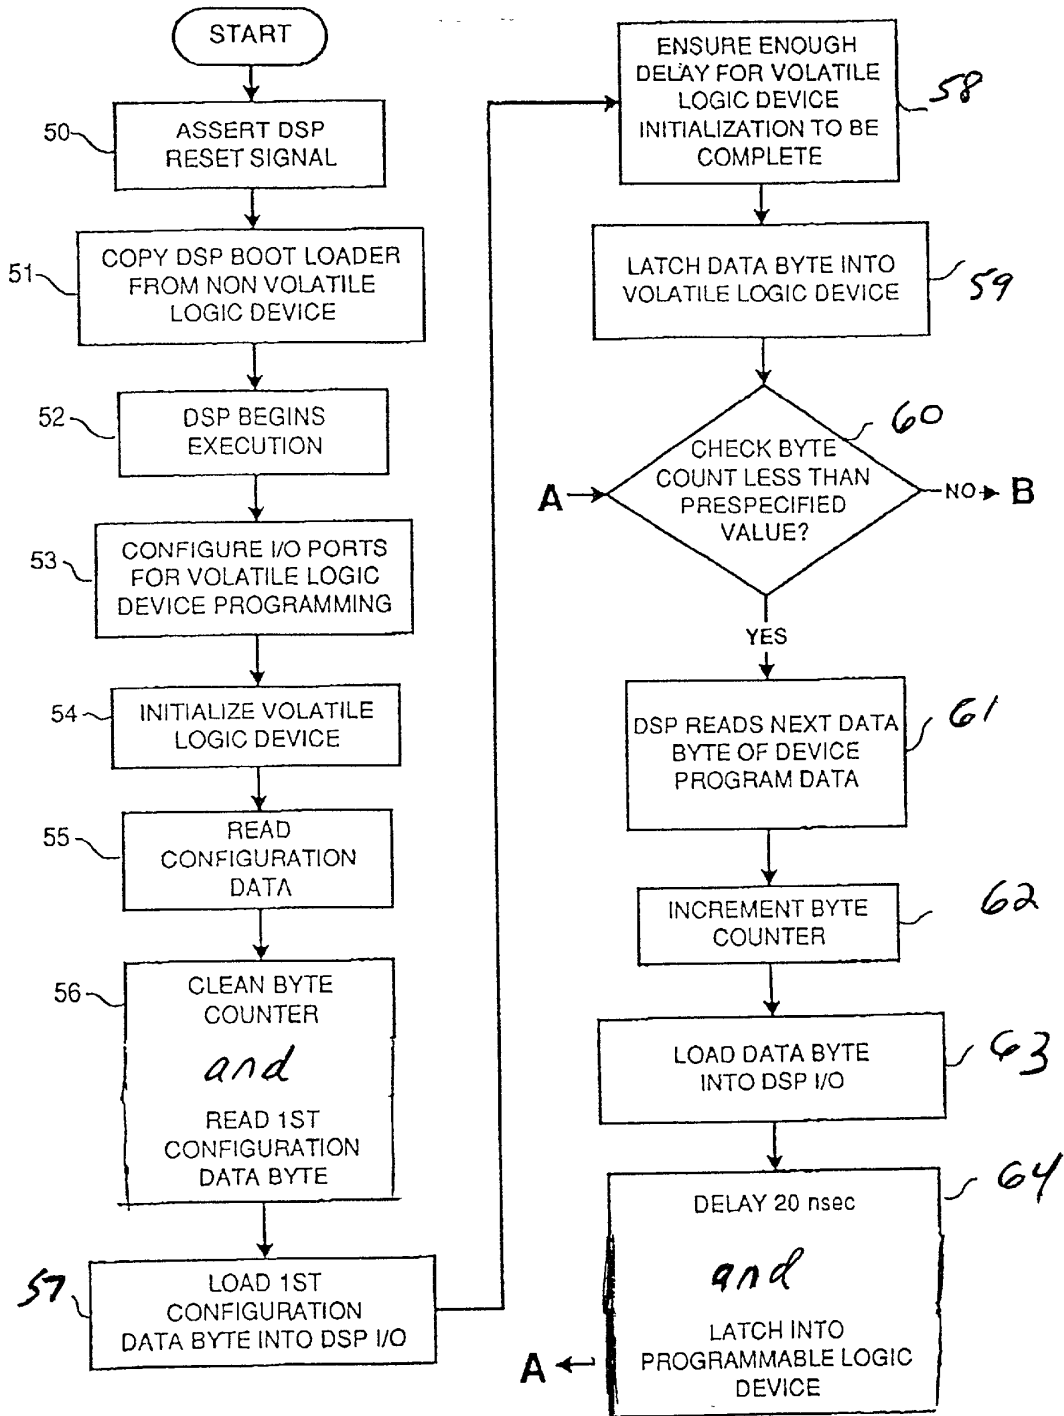 START
50
ASSERT DSP
RESET SIGNAL
51
COPY DSP BOOT LOADER
FROM NON VOLATILE
LOGIC DEVICE
52
DSP BEGINS
EXECUTION
53
CONFIGURE I/O PORTS
FOR VOLATILE LOGIC
DEVICE PROGRAMMING
54
INITIALIZE VOLATILE
LOGIC DEVICE
55
READ
CONFIGURATION
DATA
56
CLEAN BYTE
COUNTER
and
READ 1ST
CONFIGURATION
DATA BYTE
57
LOAD 1ST
CONFIGURATION
DATA BYTE INTO DSP I/O
ENSURE ENOUGH
DELAY FOR VOLATILE
LOGIC DEVICE
INITIALIZATION TO BE
COMPLETE
58
LATCH DATA BYTE INTO
VOLATILE LOGIC DEVICE
59
60
CHECK BYTE
COUNT LESS THAN
PRESPECIFIED
VALUE?
A
NO
B
YES
DSP READS NEXT DATA
BYTE OF DEVICE
PROGRAM DATA
61
INCREMENT BYTE
COUNTER
62
LOAD DATA BYTE
INTO DSP I/O
63
DELAY 20 nsec
64
and
LATCH INTO
PROGRAMMABLE LOGIC
DEVICE
A